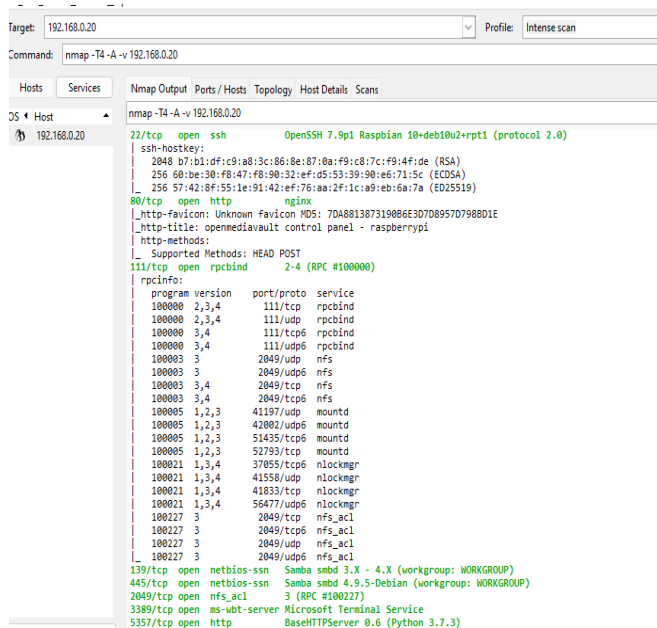 Target: 192.168.0.20 Profile: Intense scan
Command: nmap -T4 -A -v 192.168.0.20
Hosts Services Nmap Output Ports / Hosts Topology Host Details Scans
OS Host
nmap -T4 -A -v 192.168.0.20
192.168.0.20
22/tcp open ssh OpenSSH 7.9p1 Raspbian 10+deb10u2+rpt1 (protocol 2.0)
| ssh-hostkey:
| 2048 b7:b1:df:c9:a8:3c:86:8e:87:0a:f9:c8:7c:f9:4f:de (RSA)
| 256 60:be:30:f8:47:f8:90:32:ef:d5:53:39:90:e6:71:5c (ECDSA)
|_ 256 57:42:8f:55:1e:91:42:ef:76:aa:2f:1c:a9:eb:6a:7a (ED25519)
80/tcp open http nginx
|_http-favicon: Unknown favicon MD5: 7DA8813873190B6E3D7D8957D798BD1E
|_http-title: openmediavault control panel - raspberrypi
| http-methods:
|_ Supported Methods: HEAD POST
111/tcp open rpcbind 2-4 (RPC #100000)
| rpcinfo:
| program version port/proto service
| 100000 2,3,4 111/tcp rpcbind
| 100000 2,3,4 111/udp rpcbind
| 100000 3,4 111/tcp6 rpcbind
| 100000 3,4 111/udp6 rpcbind
| 100003 3 2049/udp nfs
| 100003 3 2049/udp6 nfs
| 100003 3,4 2049/tcp nfs
| 100003 3,4 2049/tcp6 nfs
| 100005 1,2,3 41197/udp mountd
| 100005 1,2,3 42002/udp6 mountd
| 100005 1,2,3 51435/tcp6 mountd
| 100005 1,2,3 52793/tcp mountd
| 100021 1,3,4 37055/tcp6 nlockmgr
| 100021 1,3,4 41558/udp nlockmgr
| 100021 1,3,4 41833/tcp nlockmgr
| 100021 1,3,4 56477/udp6 nlockmgr
| 100227 3 2049/tcp nfs_acl
| 100227 3 2049/tcp6 nfs_acl
| 100227 3 2049/udp nfs_acl
|_ 100227 3 2049/udp6 nfs_acl
139/tcp open netbios-ssn Samba smbd 3.X - 4.X (workgroup: WORKGROUP)
445/tcp open netbios-ssn Samba smbd 4.9.5-Debian (workgroup: WORKGROUP)
2049/tcp open nfs_acl 3 (RPC #100227)
3389/tcp open ms-wbt-server Microsoft Terminal Service
5357/tcp open http BaseHTTPServer 0.6 (Python 3.7.3)